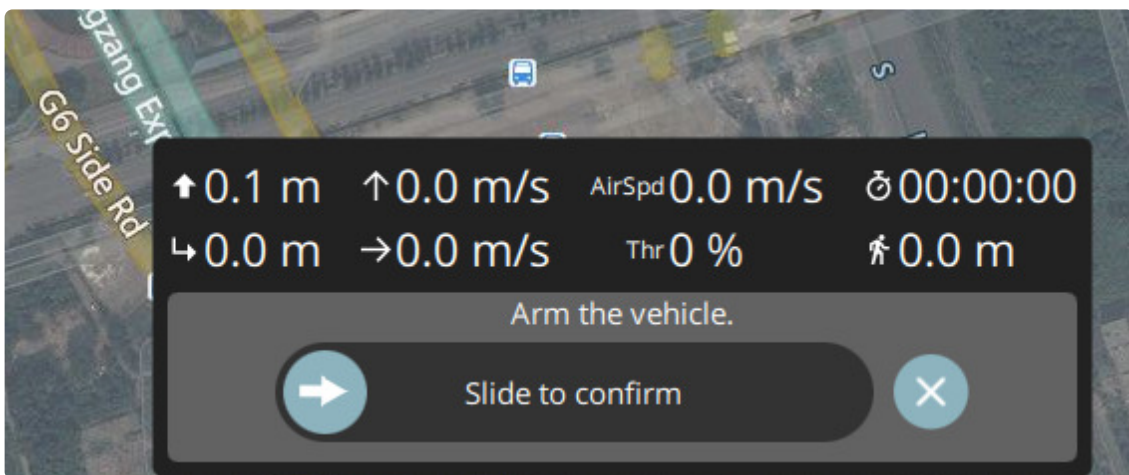 gzang Exp
G6 Side Rd
S
0.1 m 0.0 m/s AirSpd 0.0 m/s 00:00:00
0.0 m 0.0 m/s Thr 0 % 0.0 m
Arm the vehicle.
Slide to confirm